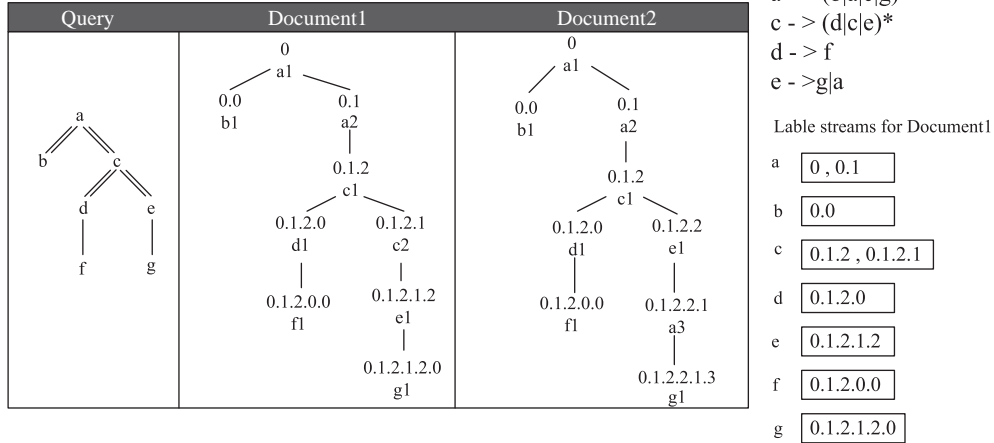 Query Document1 Document2
a
b c
d e
f g
0
a1
0.0 0.1
b1 a2
0.1.2
c1
0.1.2.0 0.1.2.1
d1 c2
0.1.2.0.0 0.1.2.1.2
f1 e1
0.1.2.1.2.0
g1
0
a1
0.0 0.1
b1 a2
0.1.2
c1
0.1.2.0 0.1.2.2
d1 e1
0.1.2.0.0 0.1.2.2.1
f1 a3
0.1.2.2.1.3
g1
c - > (d|c|e)*
d - > f
e - >g|a
Lable streams for Document1
a 0 , 0.1
b 0.0
c 0.1.2 , 0.1.2.1
d 0.1.2.0
e 0.1.2.1.2
f 0.1.2.0.0
g 0.1.2.1.2.0